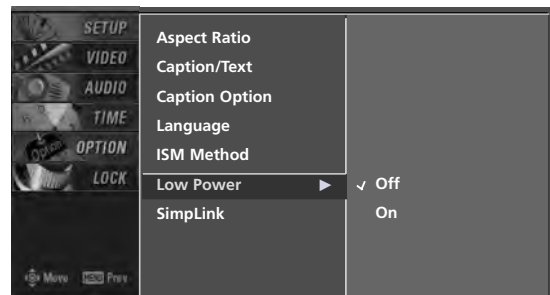 SETUP
VIDEO
AUDIO
TIME
OPTION
LOCK
Move MENU Prev
Aspect Ratio
Caption/Text
Caption Option
Language
ISM Method
Low Power ▶ ✓ Off
SimpLink On